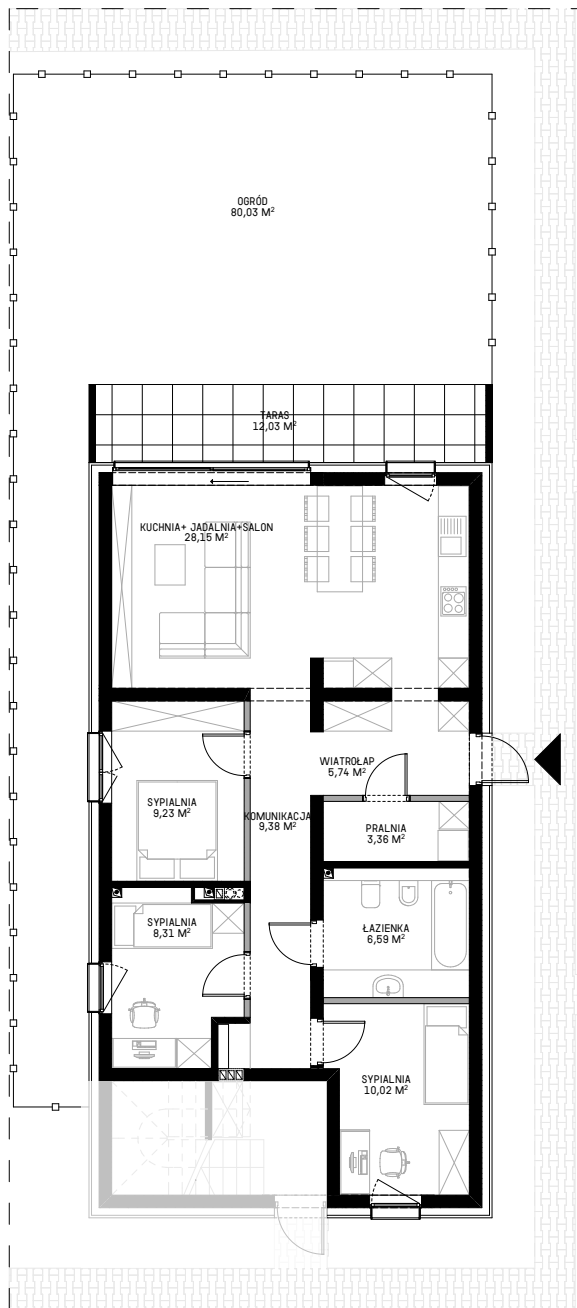 OGRÓD
80,03 M²
TARAS
12,03 M²
KUCHNIA+ JADALNIA+SALON
28,15 M²
WIATROŁAP
5,74 M²
SYPIALNIA
9,23 M²
KOMUNIKACJA
9,38 M²
PRALNIA
3,36 M²
SYPIALNIA
8,31 M²
ŁAZIENKA
6,59 M²
SYPIALNIA
10,02 M²